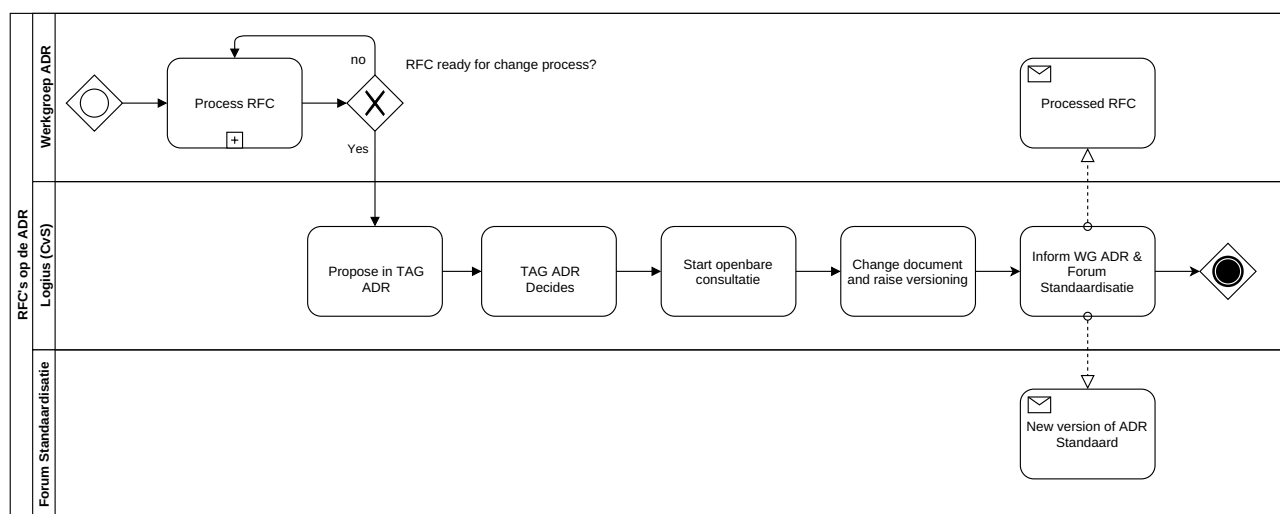 RFC's op de ADR
Werkgroep ADR
Process RFC
no
RFC ready for change process?
Yes
Processed RFC
Logius (CvS)
Propose in TAG
ADR
TAG ADR
Decides
Start openbare
consultatie
Change document
and raise versioning
Inform WG ADR &
Forum
Standaardisatie
Forum Standaardisatie
New version of ADR
Standaard